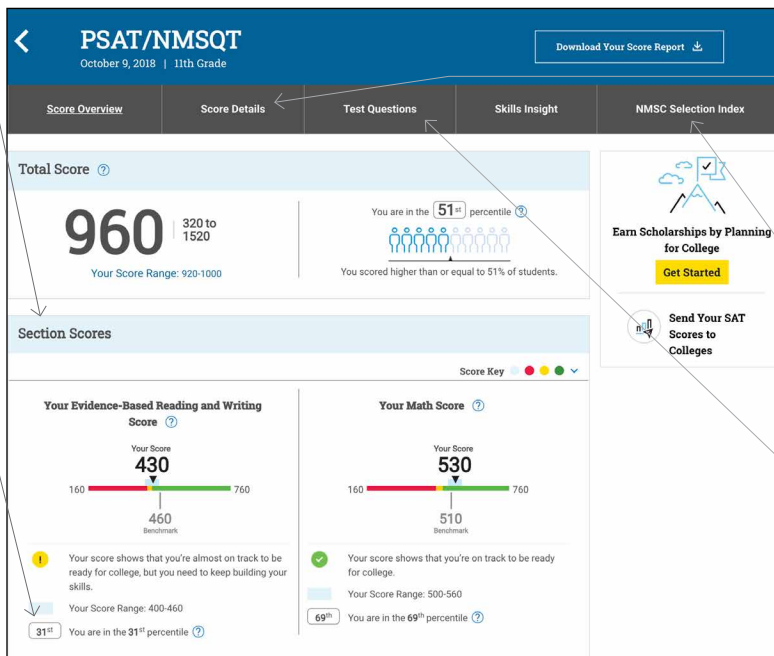 PSAT/NMSQT
October 9, 2018 | 11th Grade
Download Your Score Report
Score Overview
Score Details
Test Questions
Skills Insight
NMSC Selection Index
Total Score ?
960
320 to
1520
Your Score Range: 920-1000
You are in the 51st percentile ?
You scored higher than or equal to 51% of students.
Earn Scholarships by Planning
for College
Get Started
Send Your SAT
Scores to
Colleges
Section Scores
Score Key
Your Evidence-Based Reading and Writing
Score ?
Your Score
430
160
760
460
Benchmark
! Your score shows that you're almost on track to be
ready for college, but you need to keep building your
skills.
Your Score Range: 400-460
31st You are in the 31st percentile ?
Your Math Score ?
Your Score
530
160
760
510
Benchmark
Your score shows that you're on track to be ready
for college.
Your Score Range: 500-560
69th You are in the 69th percentile ?